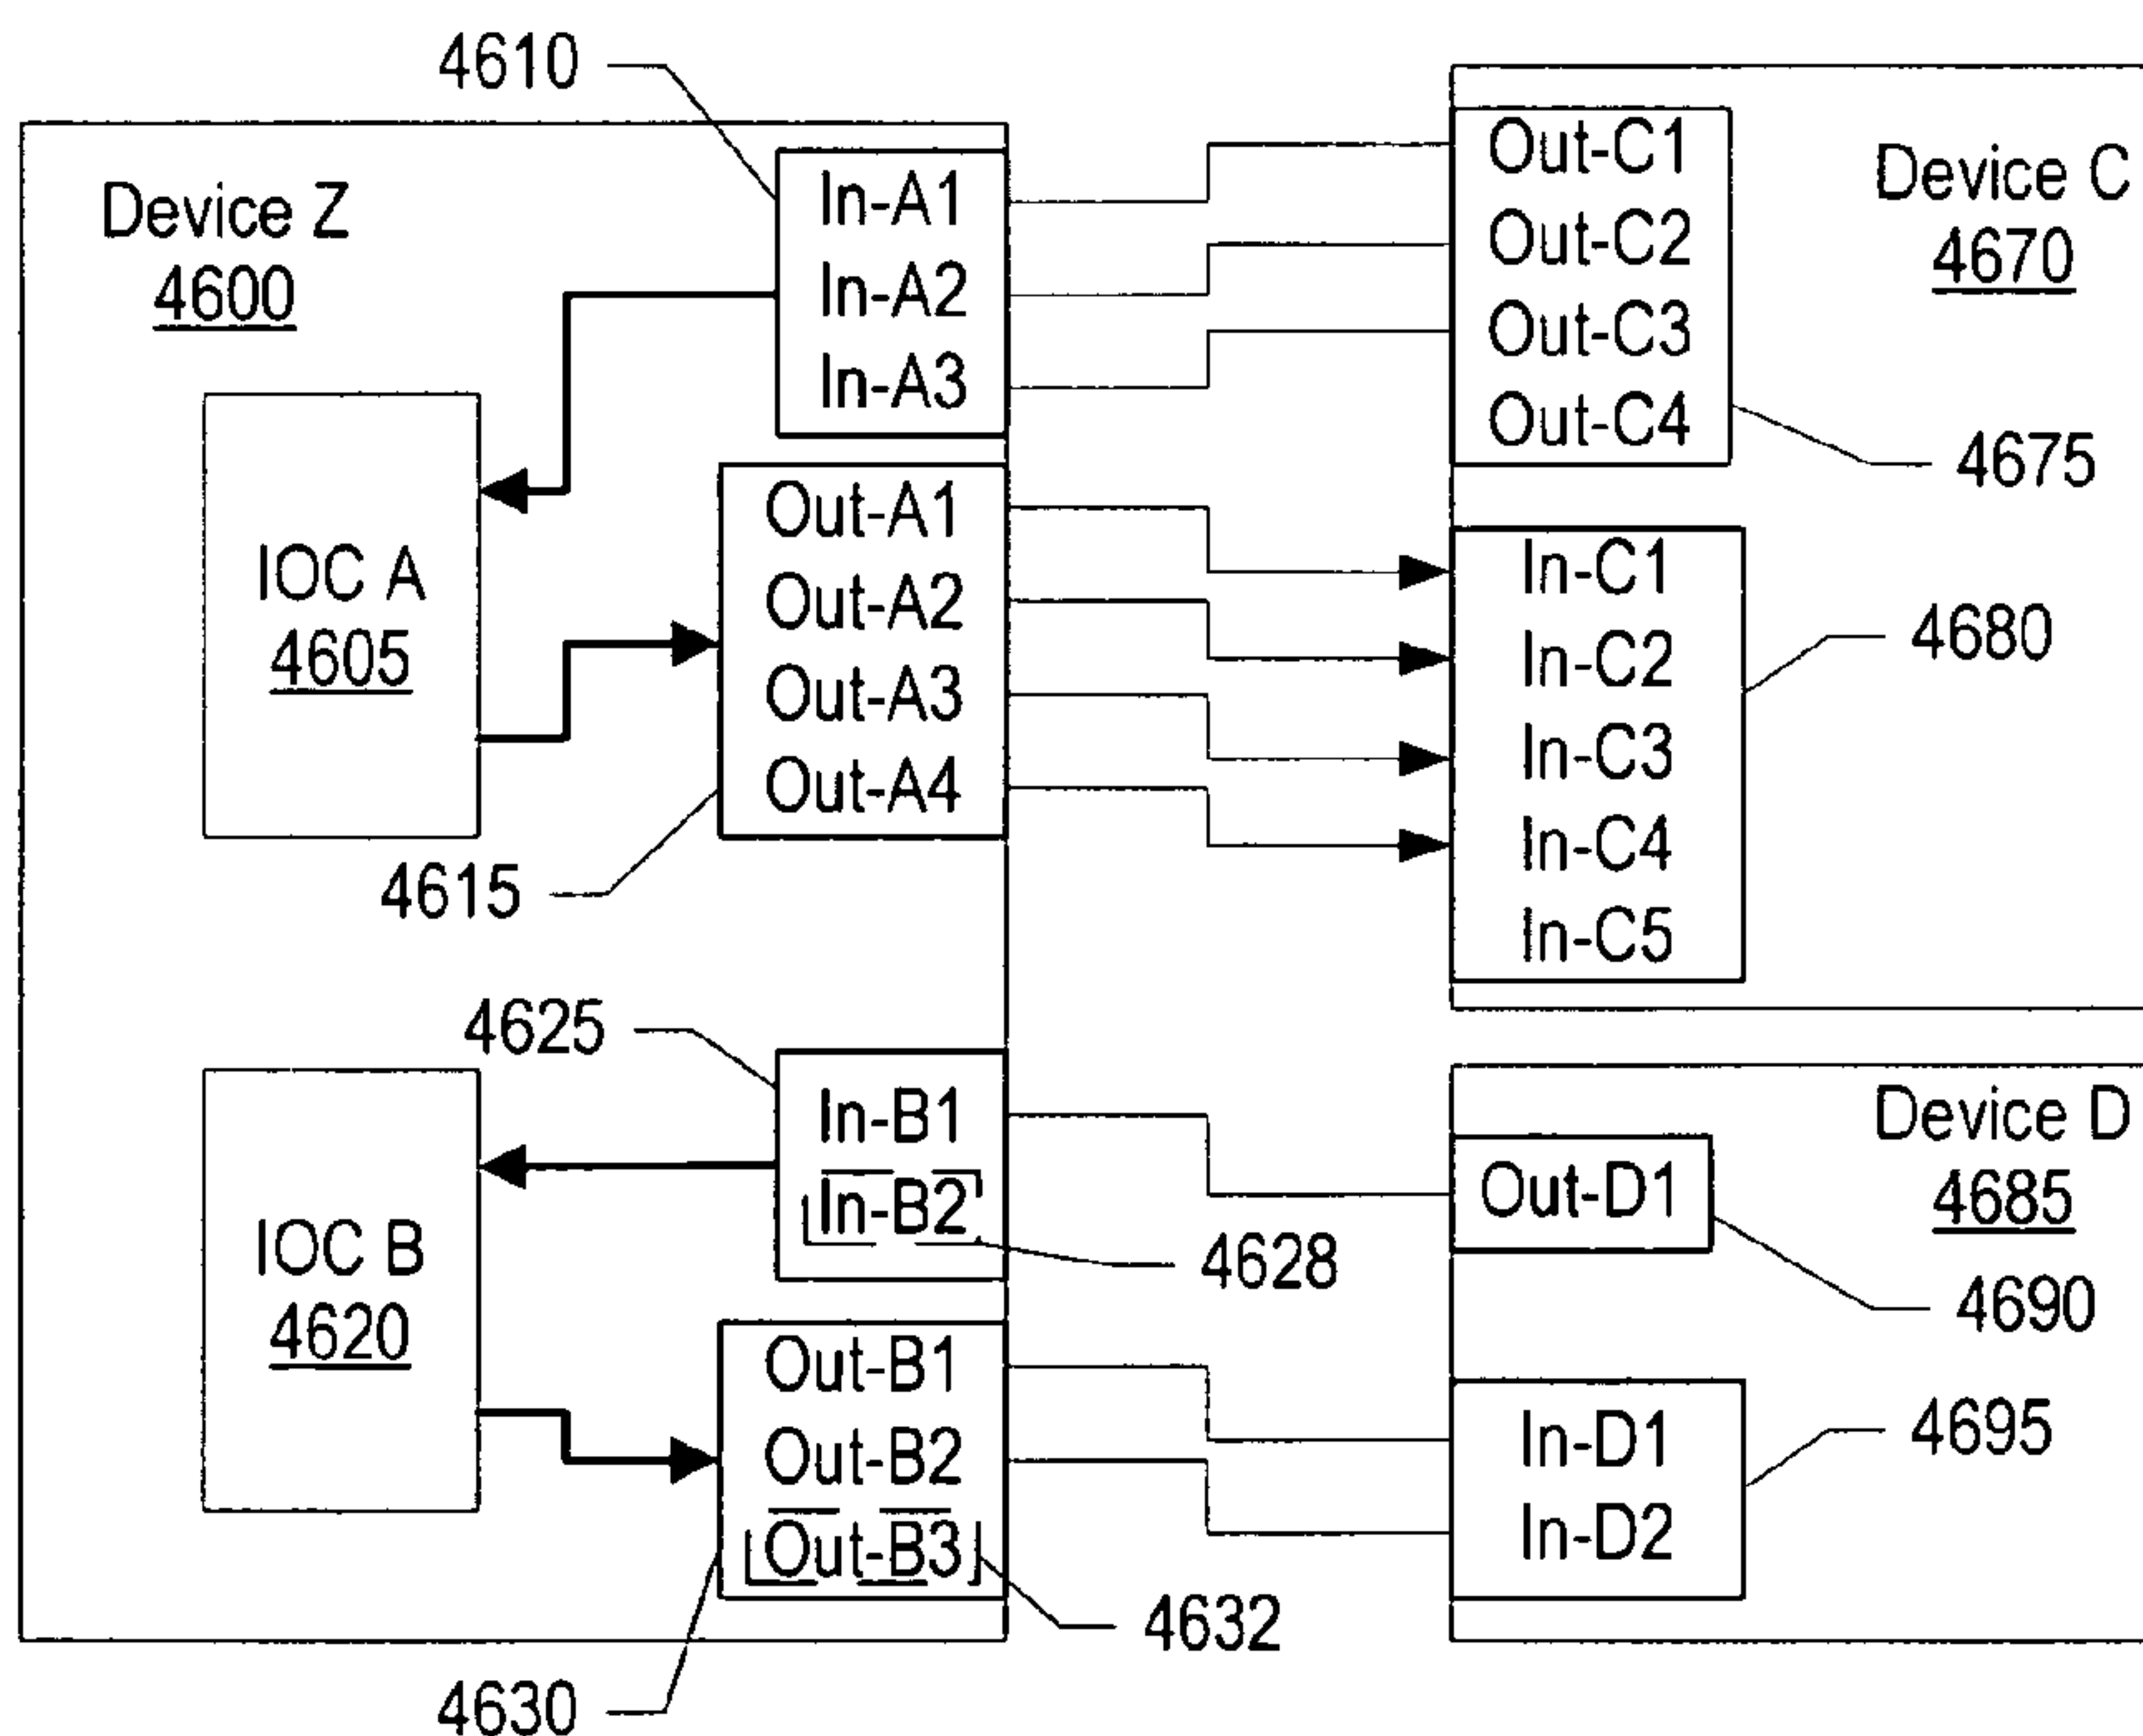 4610
Device Z
4600
In-A1
In-A2
In-A3
Out-C1
Out-C2
Out-C3
Out-C4
Device C
4670
4675
IOC A
4605
Out-A1
Out-A2
Out-A3
Out-A4
4615
In-C1
In-C2
In-C3
In-C4
In-C5
4680
4625
In-B1
In-B2
4628
IOC B
4620
Out-B1
Out-B2
Out-B3
4632
4630
Device D
4685
Out-D1
4690
In-D1
In-D2
4695